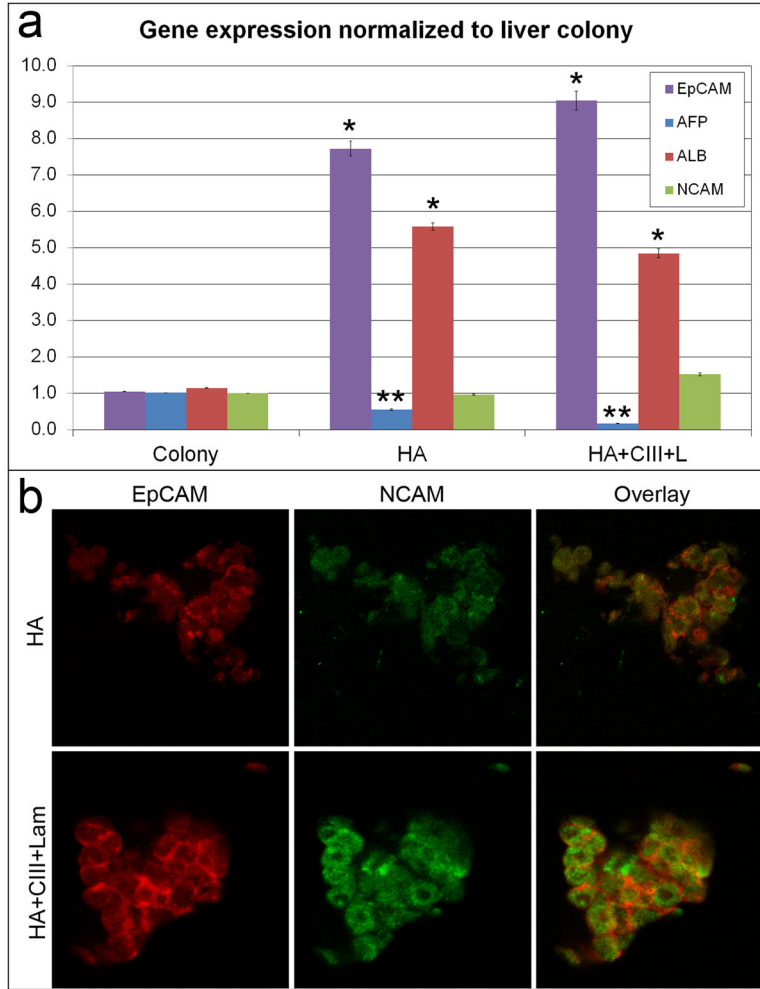 a
Gene expression normalized to liver colony
10.0
9.0
8.0
7.0
6.0
5.0
4.0
3.0
2.0
1.0
0.0
EpCAM
AFP
ALB
NCAM
*
*
**
*
*
**
Colony
HA
HA+CIII+L
b
EpCAM
NCAM
Overlay
HA
HA+CIII+Lam